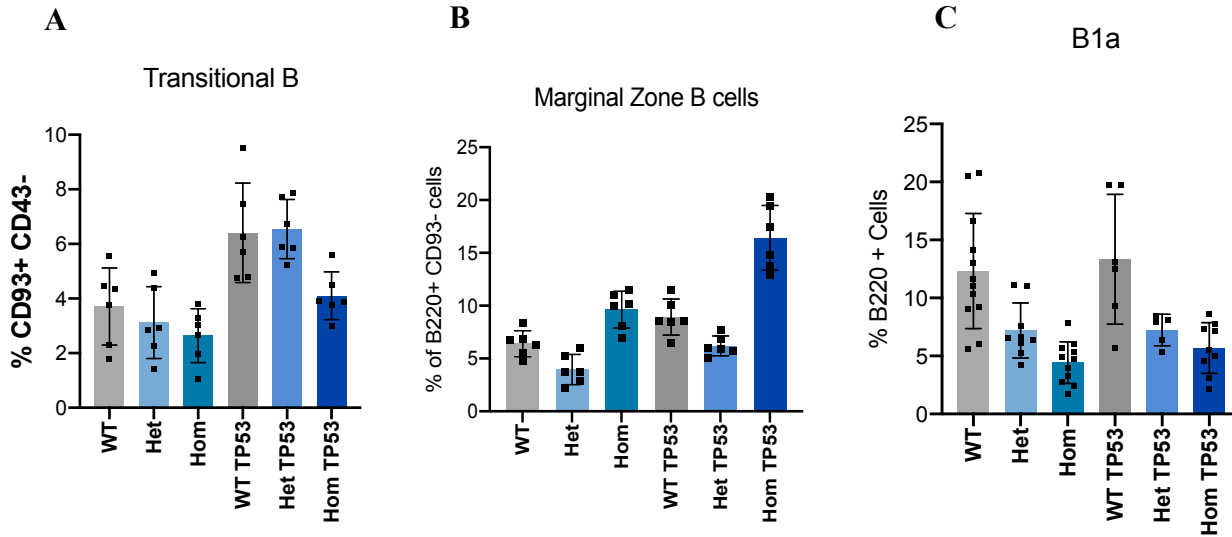 A
Transitional B
% CD93+ CD43-
10
8
6
4
2
0
WT
Het
Hom
WT TP53
Het TP53
Hom TP53
B
Marginal Zone B cells
% of B220+ CD93- cells
25
20
15
10
5
0
WT
Het
Hom
WT TP53
Het TP53
Hom TP53
C
B1a
% B220 + Cells
25
20
15
10
5
0
WT
Het
Hom
WT TP53
Het TP53
Hom TP53